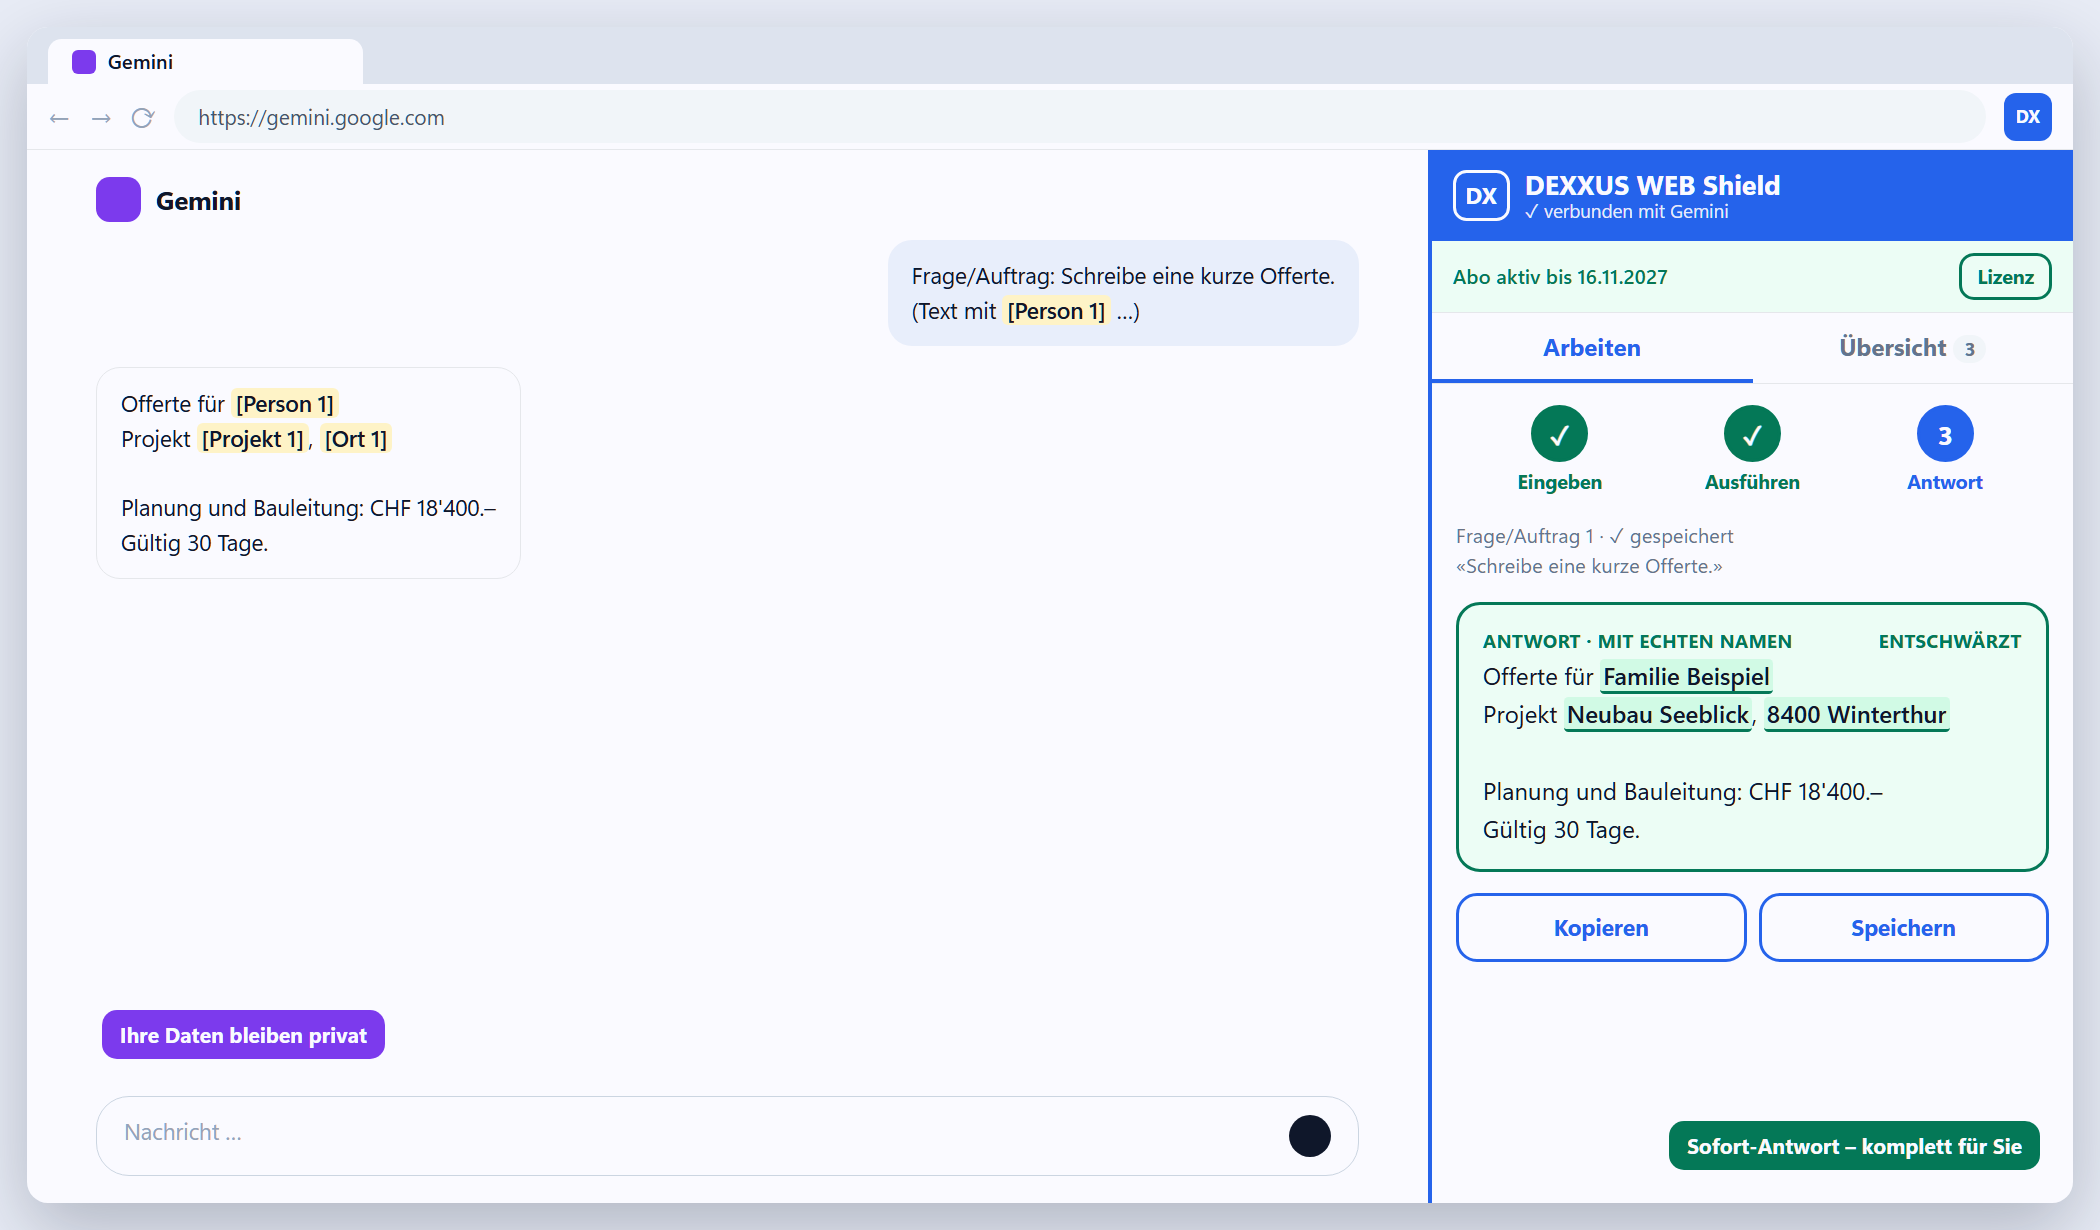 Gemini
https://gemini.google.com
DX
Gemini
Frage/Auftrag: Schreibe eine kurze Offerte.
(Text mit [Person 1] ...)
Offerte für [Person 1]
Projekt [Projekt 1], [Ort 1]
Planung und Bauleitung: CHF 18'400.–
Gültig 30 Tage.
Ihre Daten bleiben privat
Nachricht ...
DX
DEXXUS WEB Shield
✓ verbunden mit Gemini
Abo aktiv bis 16.11.2027
Lizenz
Arbeiten
Übersicht 3
✓ ✓ 3
Eingeben Ausführen Antwort
Frage/Auftrag 1 · ✓ gespeichert
«Schreibe eine kurze Offerte.»
ANTWORT · MIT ECHTEN NAMEN ENTSCHWÄRZT
Offerte für Familie Beispiel
Projekt Neubau Seeblick, 8400 Winterthur
Planung und Bauleitung: CHF 18'400.–
Gültig 30 Tage.
Kopieren
Speichern
Sofort-Antwort – komplett für Sie